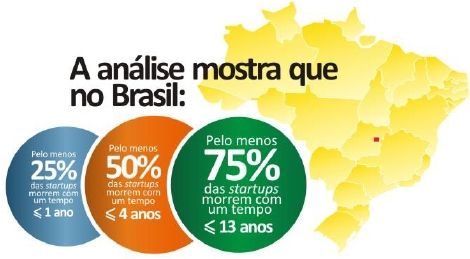 A análise mostra que
no Brasil:
Pelo menos
25%
das startups
morrem com
um tempo
⩽ 1 ano
Pelo menos
50%
das startups
morrem com
um tempo
⩽ 4 anos
Pelo menos
75%
das startups
morrem com
um tempo
⩽ 13 anos